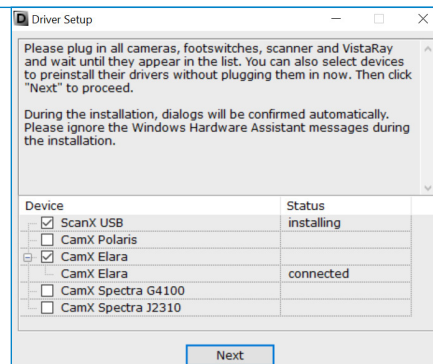 Driver Setup
Please plug in all cameras, footswitches, scanner and VistaRay
and wait until they appear in the list. You can also select devices
to preinstall their drivers without plugging them in now. Then click
"Next" to proceed.
During the installation, dialogs will be confirmed automatically.
Please ignore the Windows Hardware Assistant messages during
the installation.
Device Status
ScanX USB installing
CamX Polaris
CamX Elara
CamX Elara connected
CamX Spectra G4100
CamX Spectra J2310
Next